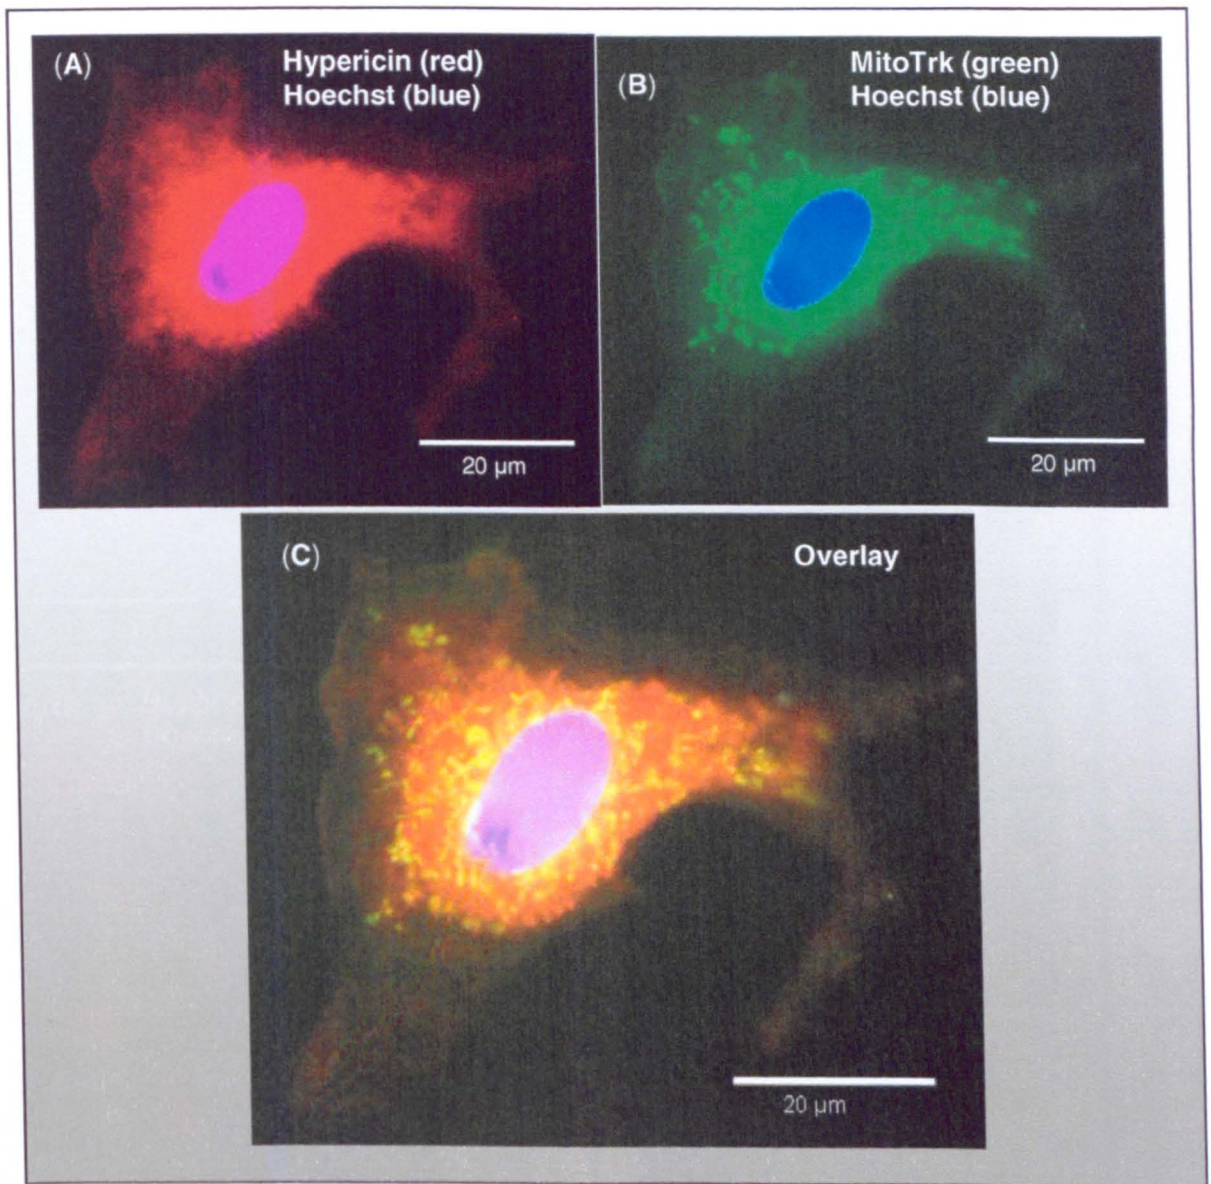 (A)
Hypericin (red)
Hoechst (blue)
20 µm
(B)
MitoTrk (green)
Hoechst (blue)
20 µm
(C)
Overlay
20 µm